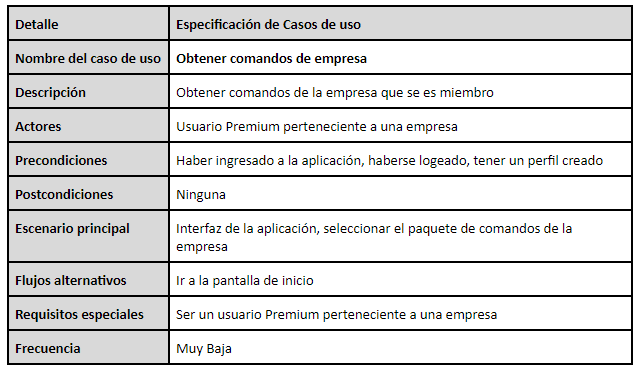 Detalle
Especificación de Casos de uso
Nombre del caso de uso
Obtener comandos de empresa
Descripción
Obtener comandos de la empresa que se es miembro
Actores
Usuario Premium perteneciente a una empresa
Precondiciones
Haber ingresado a la aplicación, haberse logeado, tener un perfil creado
Postcondiciones
Ninguna
Escenario principal
Interfaz de la aplicación, seleccionar el paquete de comandos de la
empresa
Flujos alternativos
Ir a la pantalla de inicio
Requisitos especiales
Ser un usuario Premium perteneciente a una empresa
Frecuencia
Muy Baja